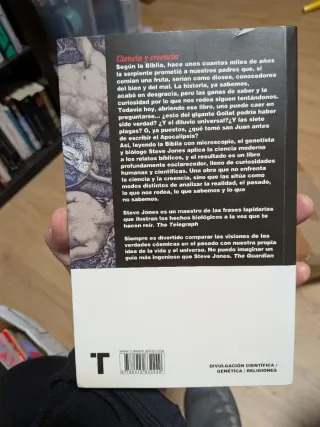 Ciencia y creencia
Según la Biblia, hace unos cuantos miles de años
la serpiente prometió a nuestros padres que, si
comían una fruta, serían como dioses, conocedores
del bien y del mal. La historia, ya sabemos,
acabó en desgracia, pero las ganas de saber y la
curiosidad por lo que nos rodea siguen tentándonos.
Todavía hoy, abriendo ese libro, uno puede caer en
preguntarse... ¿esto del gigante Goliat podría haber
sido verdad? ¿Y el diluvio universal?¿Y las siete
plagas? O, ya puestos, ¿qué tomó san Juan antes
de escribir el Apocalipsis?
Así, leyendo la Biblia con microscopio, el genetista
y biólogo Steve Jones aplica la ciencia moderna
a los relatos bíblicos, y el resultado es un libro
profundamente esclarecedor, lleno de curiosidades
humanas y científicas. Una obra que no enfrenta
la ciencia y la creencia, sino que las sitúa como
modos distintos de analizar la realidad, el pasado,
lo que nos rodea, lo que sabemos y lo que
no sabemos.
Steve Jones es un maestro de las frases lapidarias
que ilustran los hechos biológicos a la vez que te
hacen reír. The Telegraph
Siempre es divertido comparar las visiones de las
verdades cósmicas en el pasado con nuestra propia
idea de la vida y el universo. No puedo imaginar un
guía más ingenioso que Steve Jones. The Guardian
T
DIVULGACIÓN CIENTÍFICA /
GENÉTICA / RELIGIONES